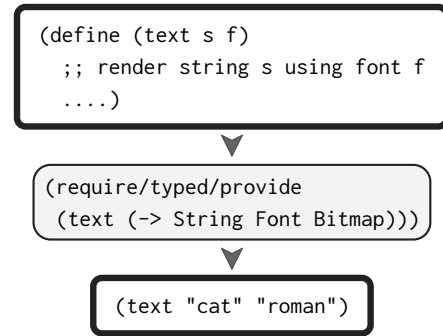 (define (text s f)
;; render string s using font f
....)
(require/typed/provide
(text (-> String Font Bitmap)))
(text "cat" "roman")